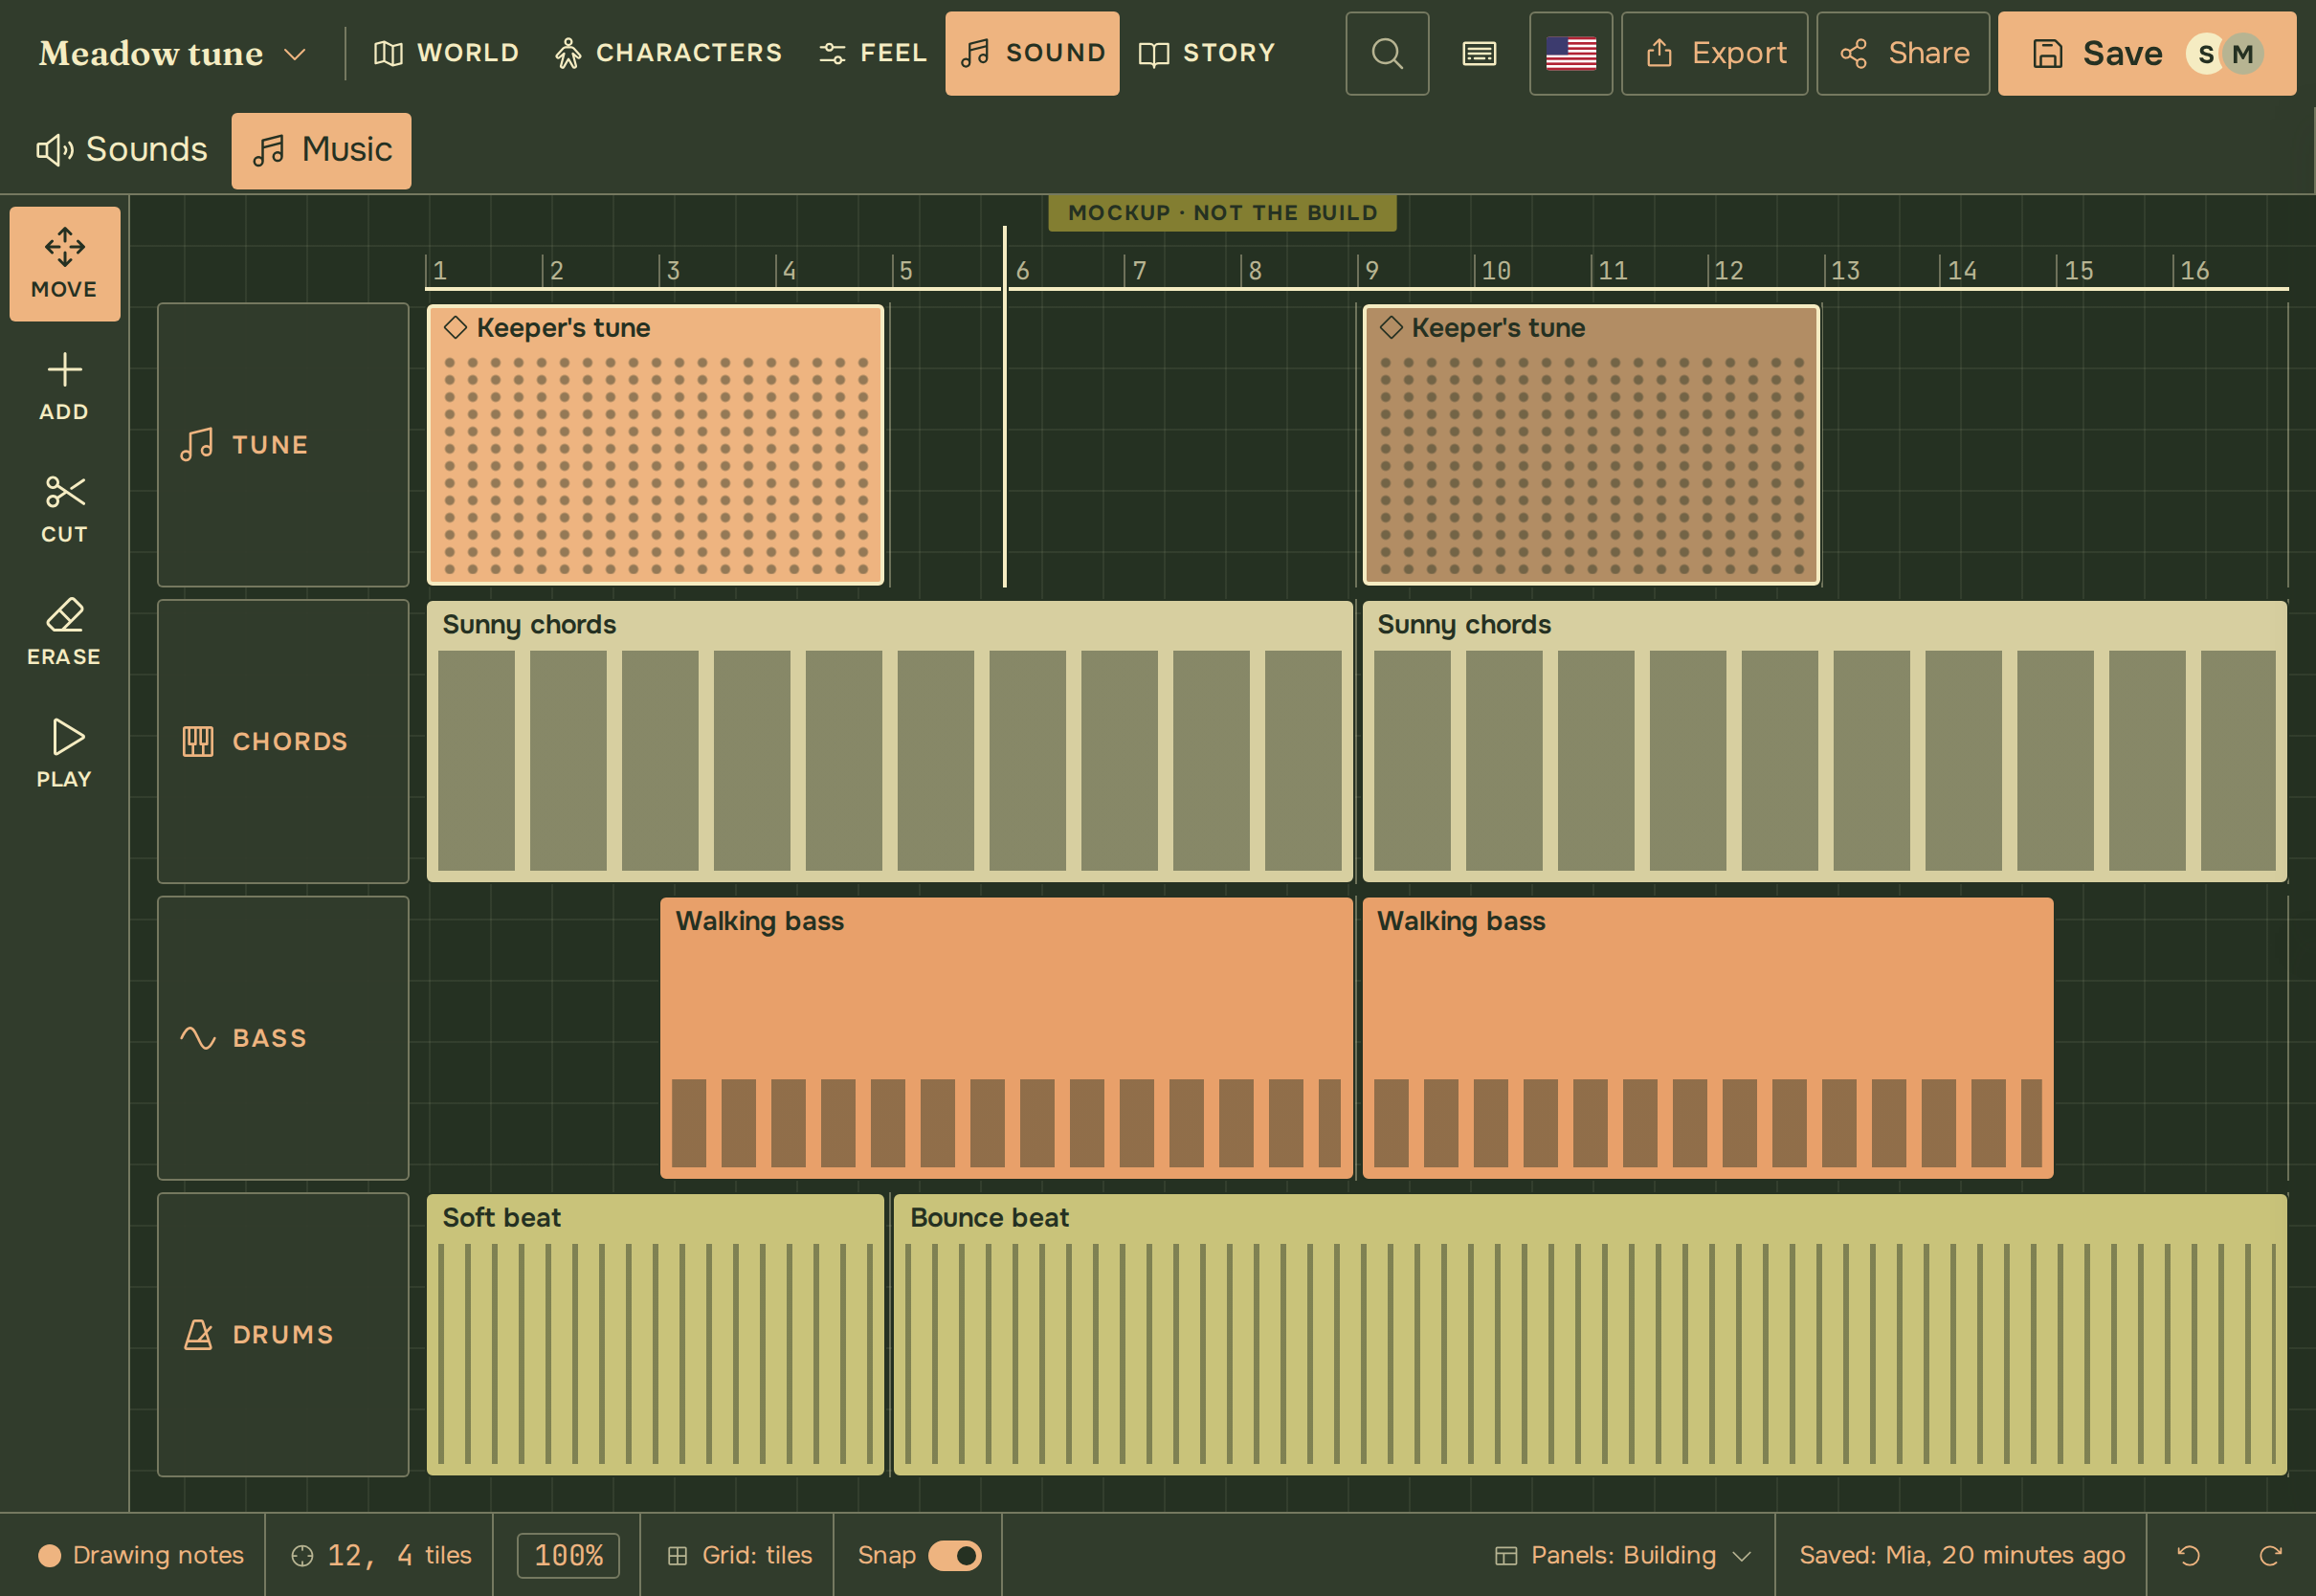 Meadow tune WORLD CHARACTERS FEEL SOUND STORY Export Share Save S M
Sounds Music
MOCKUP · NOT THE BUILD
MOVE
ADD
CUT
ERASE
PLAY
1 2 3 4 5 6 7 8 9 10 11 12 13 14 15 16
TUNE
Keeper's tune Keeper's tune
CHORDS
Sunny chords Sunny chords
BASS
Walking bass Walking bass
DRUMS
Soft beat Bounce beat
Drawing notes 12, 4 tiles 100% Grid: tiles Snap Panels: Building Saved: Mia, 20 minutes ago